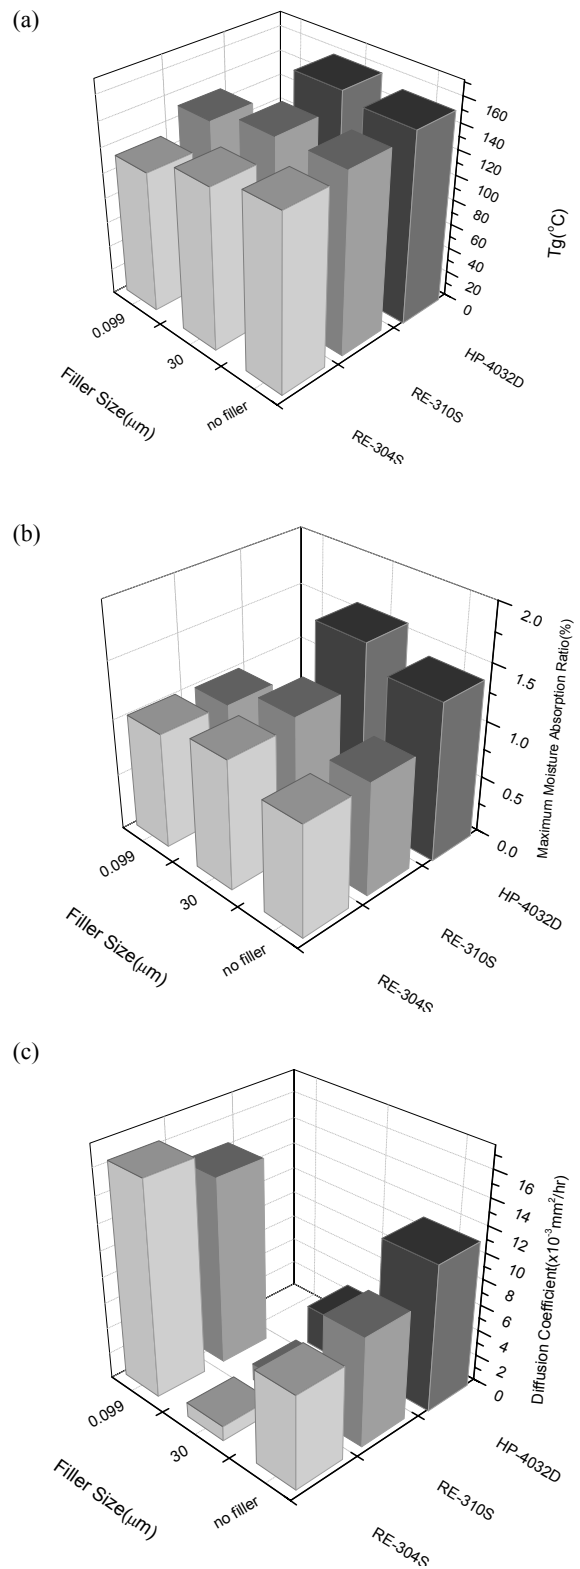 (a)
160
140
120
100
80
60
40
20
0
Tg(°C)
0.099
30
no filler
Filler Size(μm)
HP-4032D
RE-310S
RE-304S
(b)
2.0
1.5
1.0
0.5
0.0
Maximum Moisture Absorption Ratio(%)
0.099
30
no filler
Filler Size(μm)
HP-4032D
RE-310S
RE-304S
(c)
16
14
12
10
8
6
4
2
0
Diffusion Coefficient(x10⁻³mm²/hr)
0.099
30
no filler
Filler Size(μm)
HP-4032D
RE-310S
RE-304S